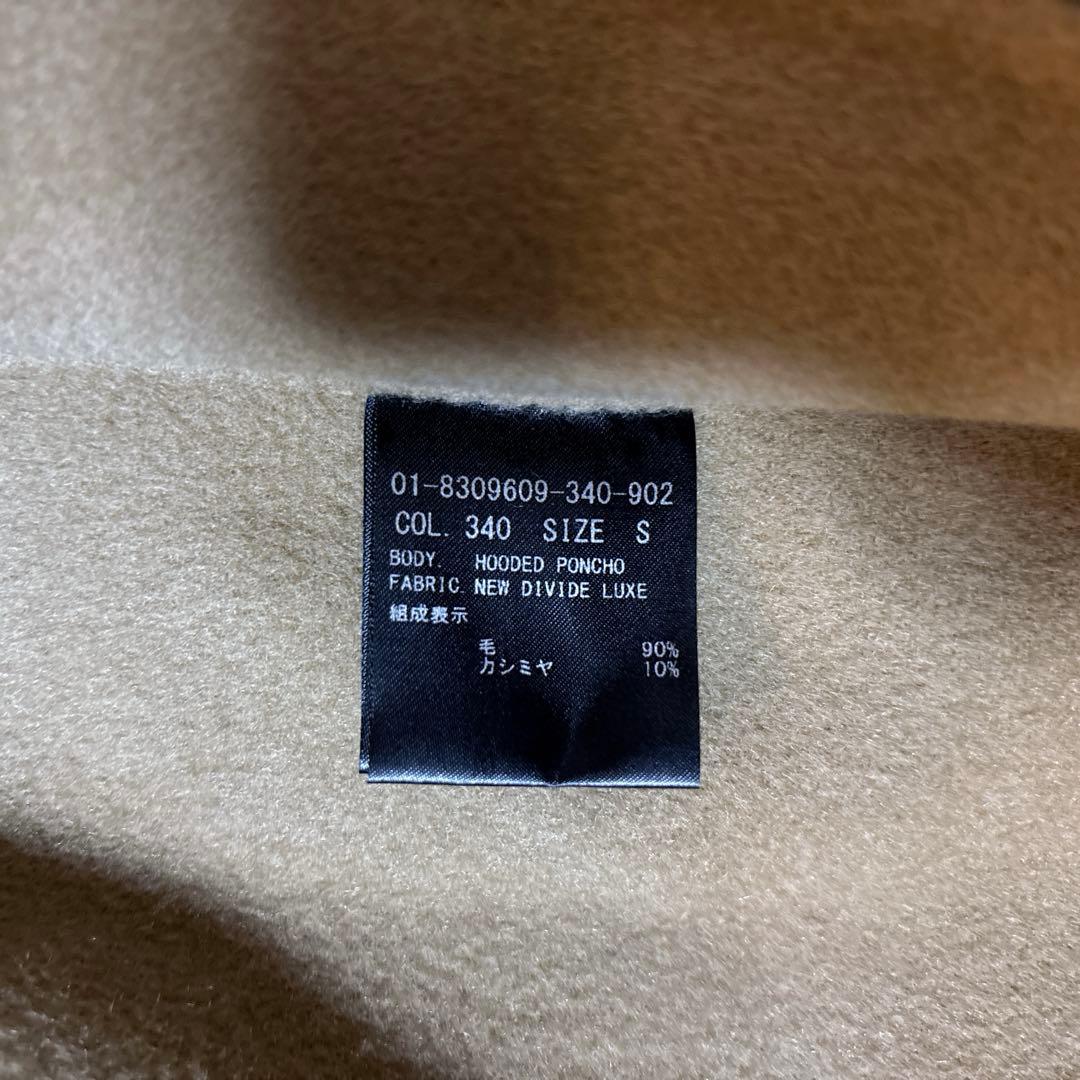 01-8309609-340-902
COL. 340 SIZE S
BODY. HOODED PONCHO
FABRIC. NEW DIVIDE LUXE
組成表示
毛 90%
カシミヤ 10%